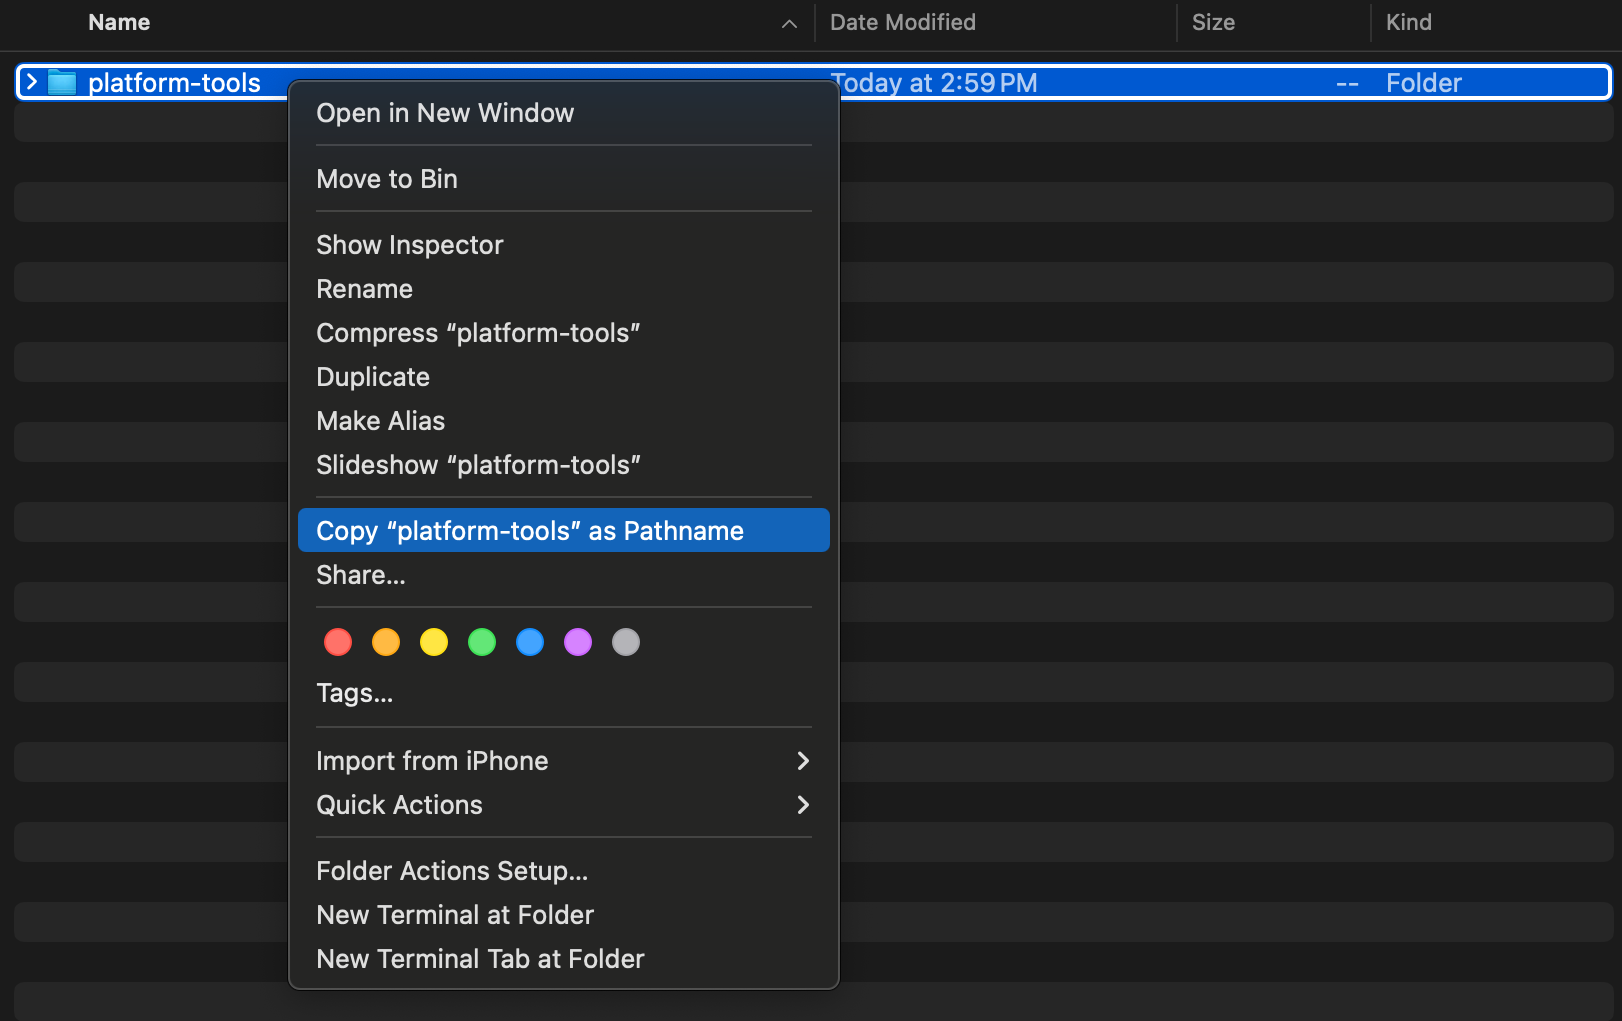 Name Date Modified Size Kind
platform-tools Today at 2:59 PM -- Folder
Open in New Window
Move to Bin
Show Inspector
Rename
Compress “platform-tools”
Duplicate
Make Alias
Slideshow “platform-tools”
Copy “platform-tools” as Pathname
Share...
Tags...
Import from iPhone
Quick Actions
Folder Actions Setup...
New Terminal at Folder
New Terminal Tab at Folder